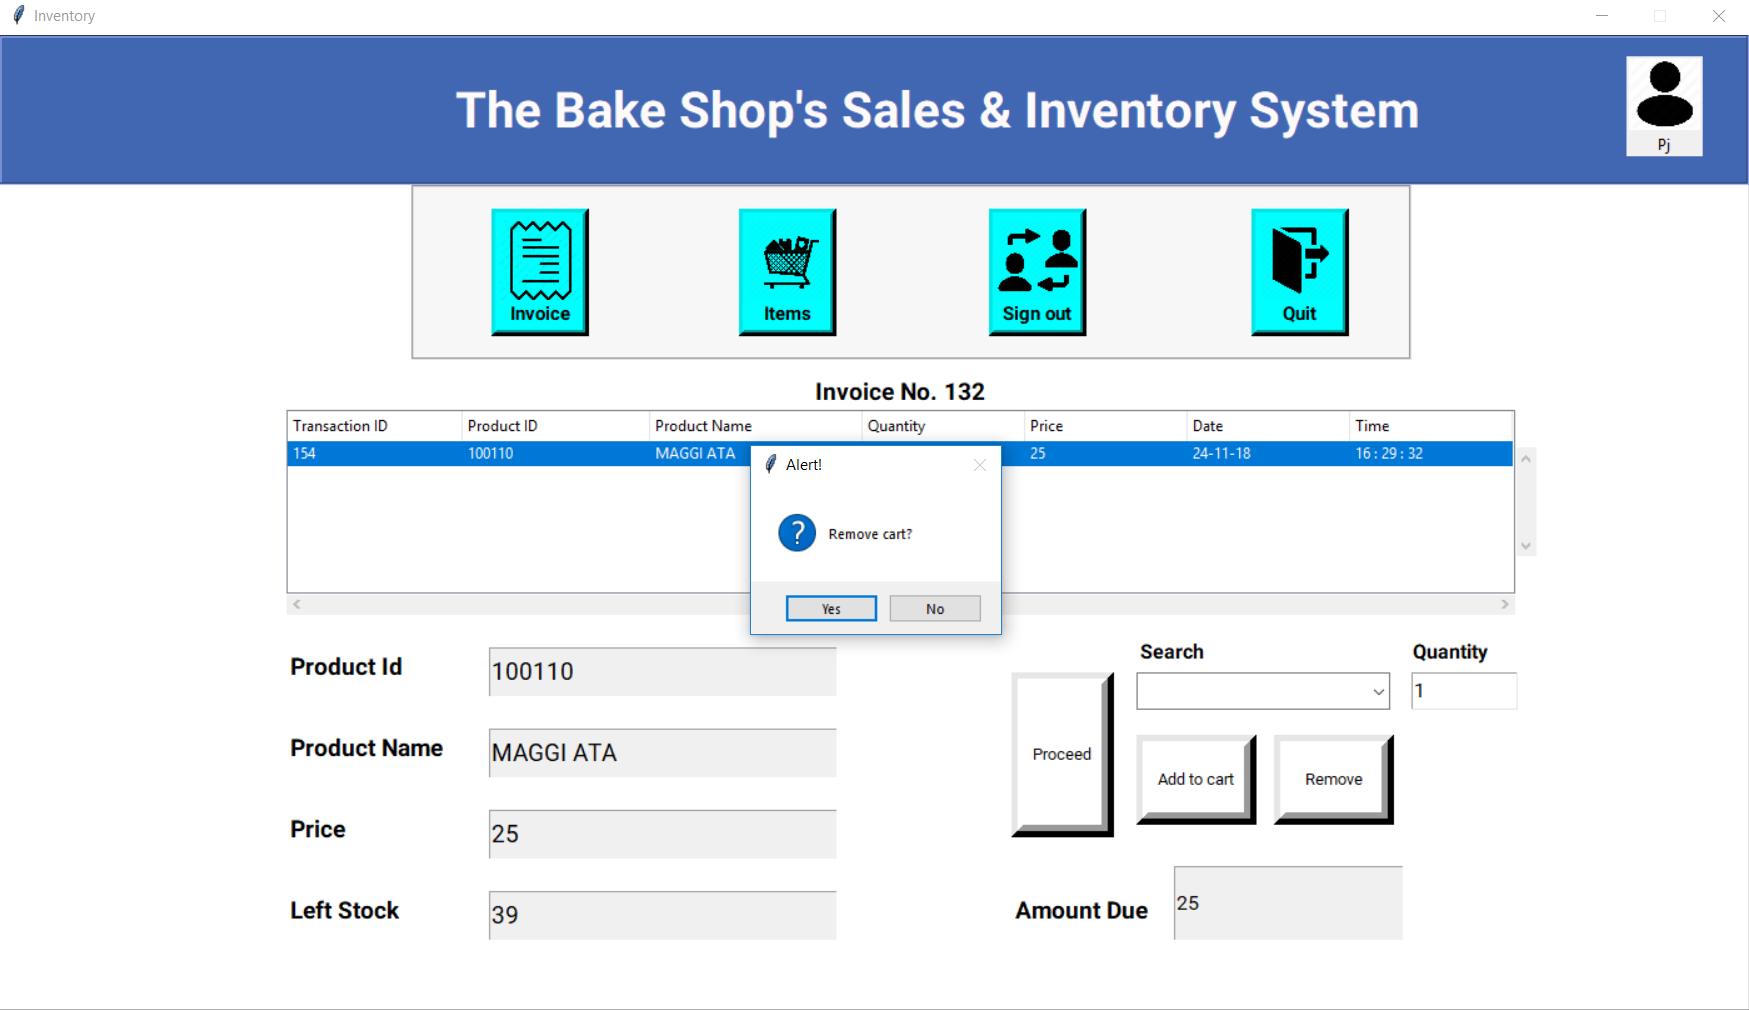 Inventory
The Bake Shop's Sales & Inventory System
Pj
Invoice Items Sign out Quit
Invoice No. 132
Transaction ID Product ID Product Name Quantity Price Date Time
154 100110 MAGGI ATA 25 24-11-18 16 : 29 : 32
Alert!
?
Remove cart?
Yes No
Search Quantity
Product Id 100110
1
Product Name MAGGI ATA
Proceed Add to cart Remove
Price 25
Left Stock 39
Amount Due 25